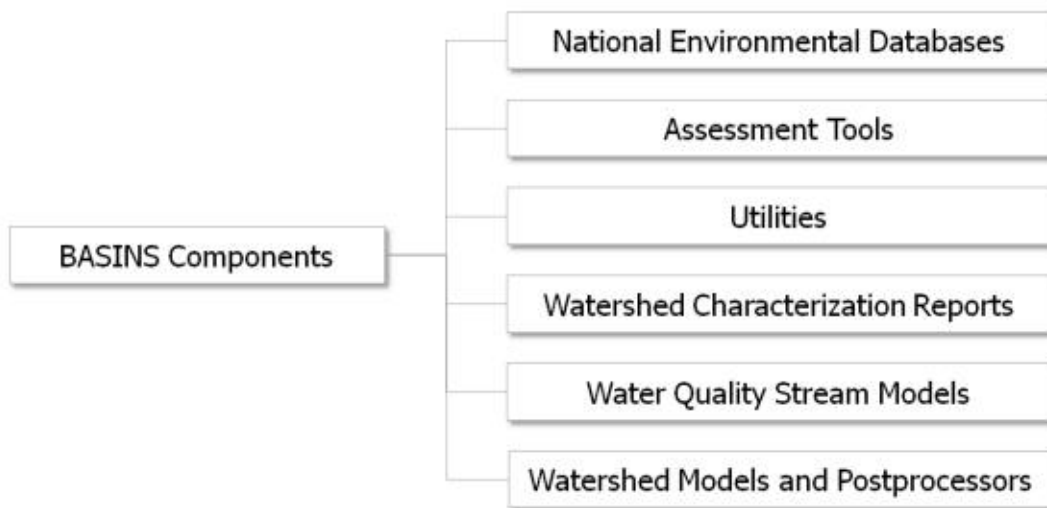 National Environmental Databases
Assessment Tools
Utilities
BASINS Components
Watershed Characterization Reports
Water Quality Stream Models
Watershed Models and Postprocessors